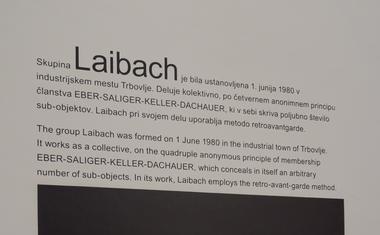 Skupina Laibach je bila ustanovljena 1. junija 1980 v
industrijskem mestu Trbovlje. Deluje kolektivno, po četvernem anonimnem principu
članstva EBER-SALIGER-KELLER-DACHAUER, ki v sebi skriva poljubno število
sub-objektov. Laibach pri svojem delu uporablja metodo retroavantgarde.
The group Laibach was formed on 1 June 1980 in the industrial town of Trbovlje.
It works as a collective, on the quadruple anonymous principle of membership
EBER-SALIGER-KELLER-DACHAUER, which conceals in itself an arbitrary
number of sub-objects. In its work, Laibach employs the retro-avant-garde method.